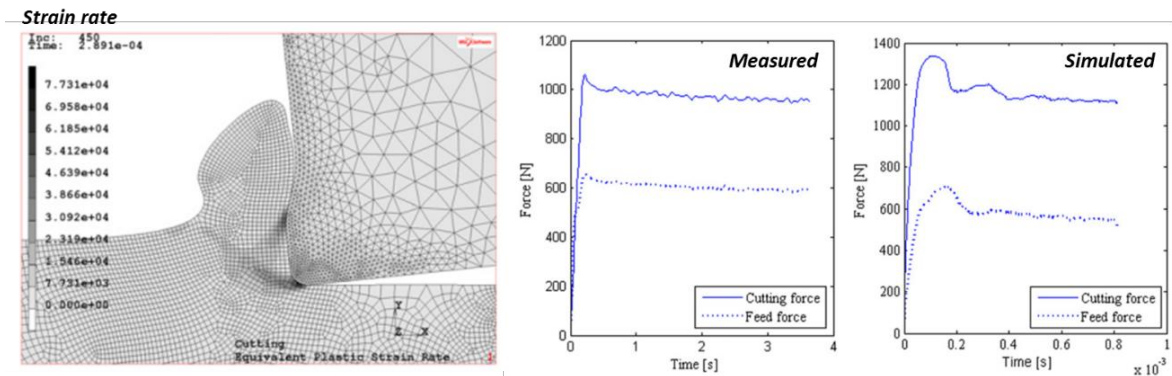 Strain rate
Inc: 450
Time: 2.891e-04
7.731e+04
6.958e+04
6.185e+04
5.412e+04
4.639e+04
3.866e+04
3.092e+04
2.319e+04
1.546e+04
7.731e+03
0.000e+00
Y
Z X
Cutting
Equivalent Plastic Strain Rate 1
Measured
1200
1000
800
600
400
200
0
Force [N]
Cutting force
Feed force
0 1 2 3 4
Time [s]
Simulated
1400
1200
1000
800
600
400
200
0
Force [N]
Cutting force
Feed force
0 0.2 0.4 0.6 0.8 1
Time [s]
x 10-3